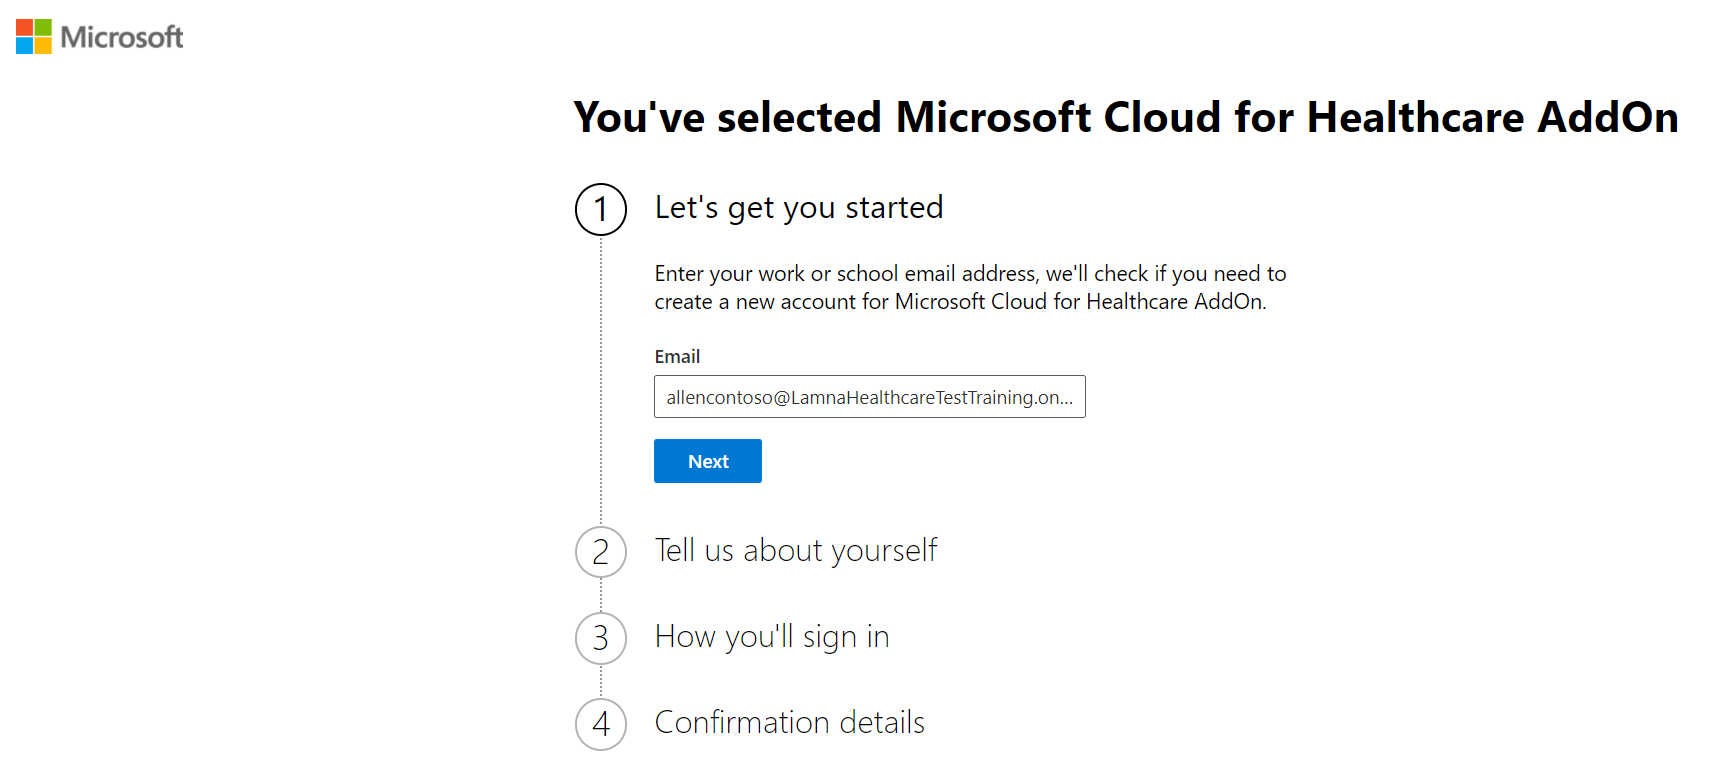 Microsoft
You've selected Microsoft Cloud for Healthcare AddOn
1 Let's get you started
Enter your work or school email address, we'll check if you need to
create a new account for Microsoft Cloud for Healthcare AddOn.
Email
allencontoso@LamnaHealthcareTestTraining.on...
Next
2 Tell us about yourself
3 How you'll sign in
4 Confirmation details